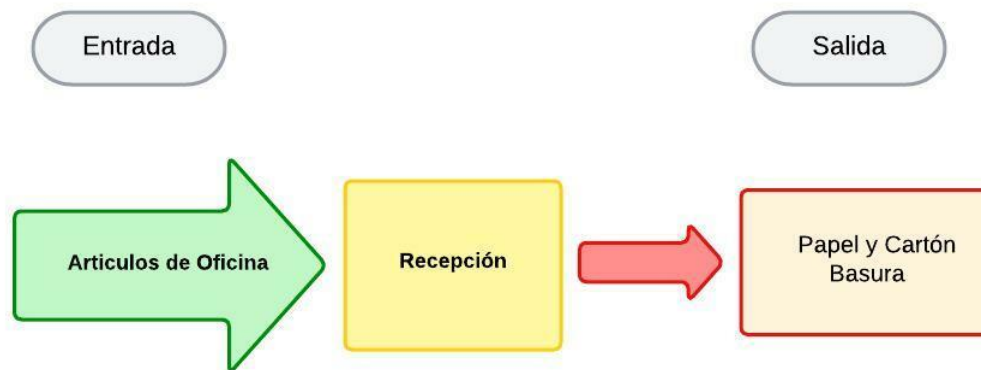 Entrada
Salida
Articulos de Oficina
Recepción
Papel y Cartón
Basura